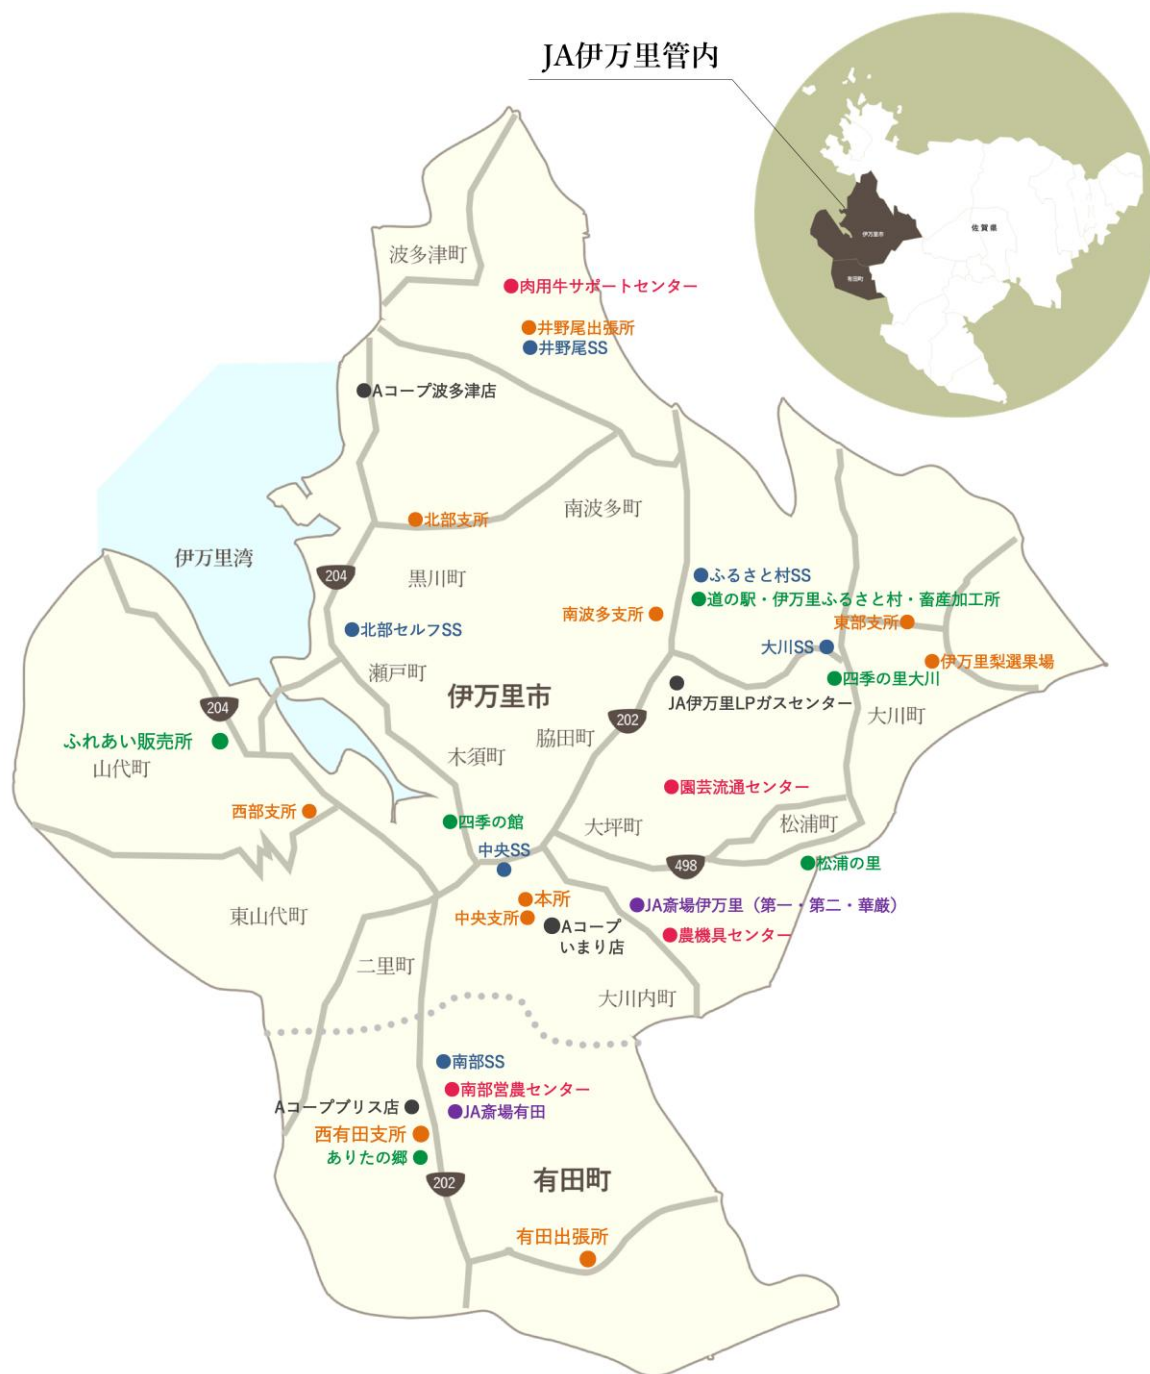 JA伊万里管内
佐賀県
伊万里市
有田町
波多津町
肉用牛サポートセンター
井野尾出張所
井野尾SS
Aコープ波多津店
南波多町
北部支所
伊万里湾
204
黒川町
ふるさと村SS
道の駅・伊万里ふるさと村・畜産加工所
南波多支所
東部支所
北部セルフSS
大川SS
伊万里梨選果場
瀬戸町
四季の里大川
伊万里市
JA伊万里LPガスセンター
204
202
大川町
脇田町
ふれあい販売所
木須町
山代町
園芸流通センター
西部支所
四季の館
大坪町
松浦町
中央SS
498
松浦の里
本所
JA斎場伊万里（第一・第二・華厳）
東山代町
中央支所
Aコープ
いまり店
農機具センター
二里町
大川内町
南部SS
南部営農センター
Aコープブリス店
JA斎場有田
西有田支所
ありたの郷
202
有田町
有田出張所